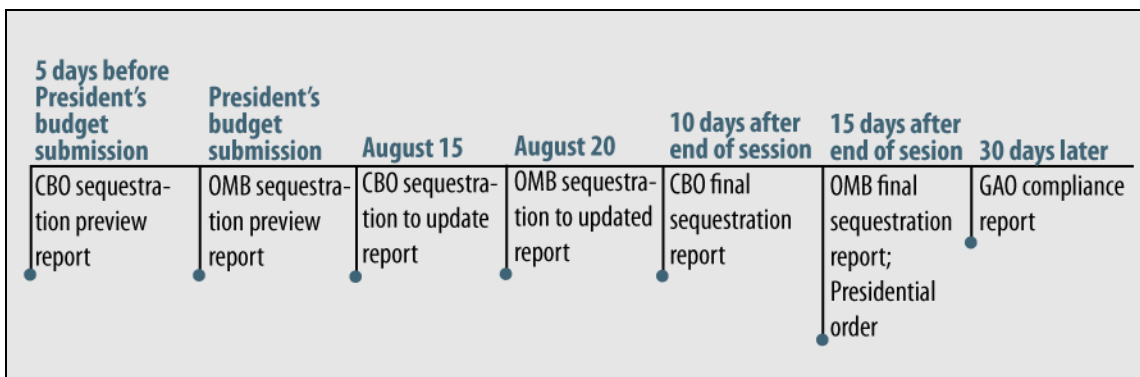 5 days before
President's
budget
submission
CBO sequestra-
tion preview
report
President's
budget
submission
OMB sequestra-
tion preview
report
August 15
CBO sequestra-
tion to update
report
August 20
OMB sequestra-
tion to updated
report
10 days after
end of session
CBO final
sequestration
report
15 days after
end of sesion
OMB final
sequestration
report;
Presidential
order
30 days later
GAO compliance
report